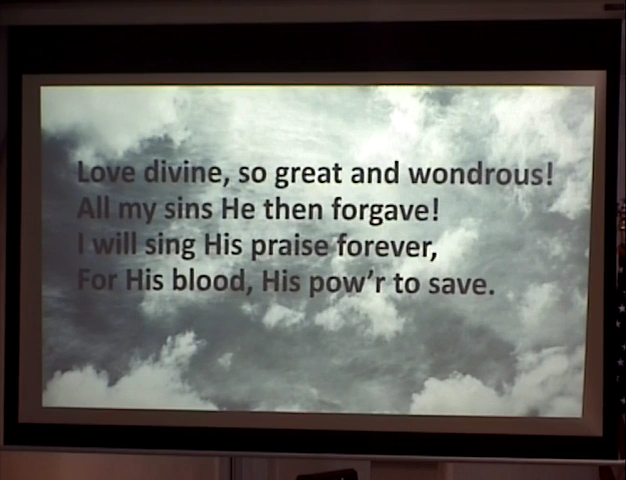 Love divine, so great and wondrous!
All my sins He then forgave!
I will sing His praise forever,
For His blood, His pow'r to save.